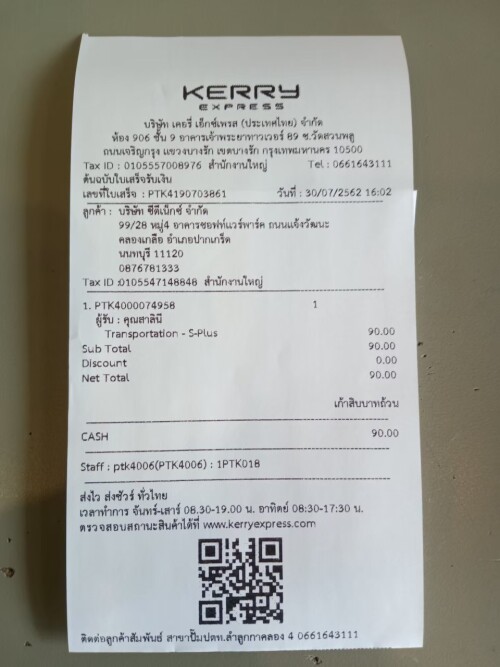 KERRY
EXPRESS
บริษัท เคอรี่ เอ็กซ์เพรส (ประเทศไทย) จำกัด
ห้อง 906 ชั้น 9 อาคารเจ้าพระยาทาวเวอร์ 89 ซ.วัดสวนพลู
ถนนเจริญกรุง แขวงบางรัก เขตบางรัก กรุงเทพมหานคร 10500
Tax ID : 0105557008976 สำนักงานใหญ่ Tel : 0661643111
ต้นฉบับใบเสร็จรับเงิน
เลขที่ใบเสร็จ : PTK4190703861 วันที่ : 30/07/2562 16:02
ลูกค้า : บริษัท ซีดีเน็กซ์ จำกัด
99/28 หมู่4 อาคารซอฟท์แวร์พาร์ค ถนนแจ้งวัฒนะ
คลองเกลือ อำเภอปากเกร็ด
นนทบุรี 11120
0876781333
Tax ID :0105547148848 สำนักงานใหญ่
1. PTK4000074958 1
ผู้รับ : คุณสาลินี
Transportation - S-Plus 90.00
Sub Total 90.00
Discount 0.00
Net Total 90.00
เก้าสิบบาทถ้วน
CASH 90.00
Staff : ptk4006(PTK4006) : 1PTK018
ส่งไว ส่งชัวร์ ทั่วไทย
เวลาทำการ จันทร์-เสาร์ 08.30-19.00 น. อาทิตย์ 08:30-17:30 น.
ตรวจสอบสถานะสินค้าได้ที่ www.kerryexpress.com
ติดต่อลูกค้าสัมพันธ์ สาขาปั๊มปตท.ลำลูกกาคลอง 4 0661643111